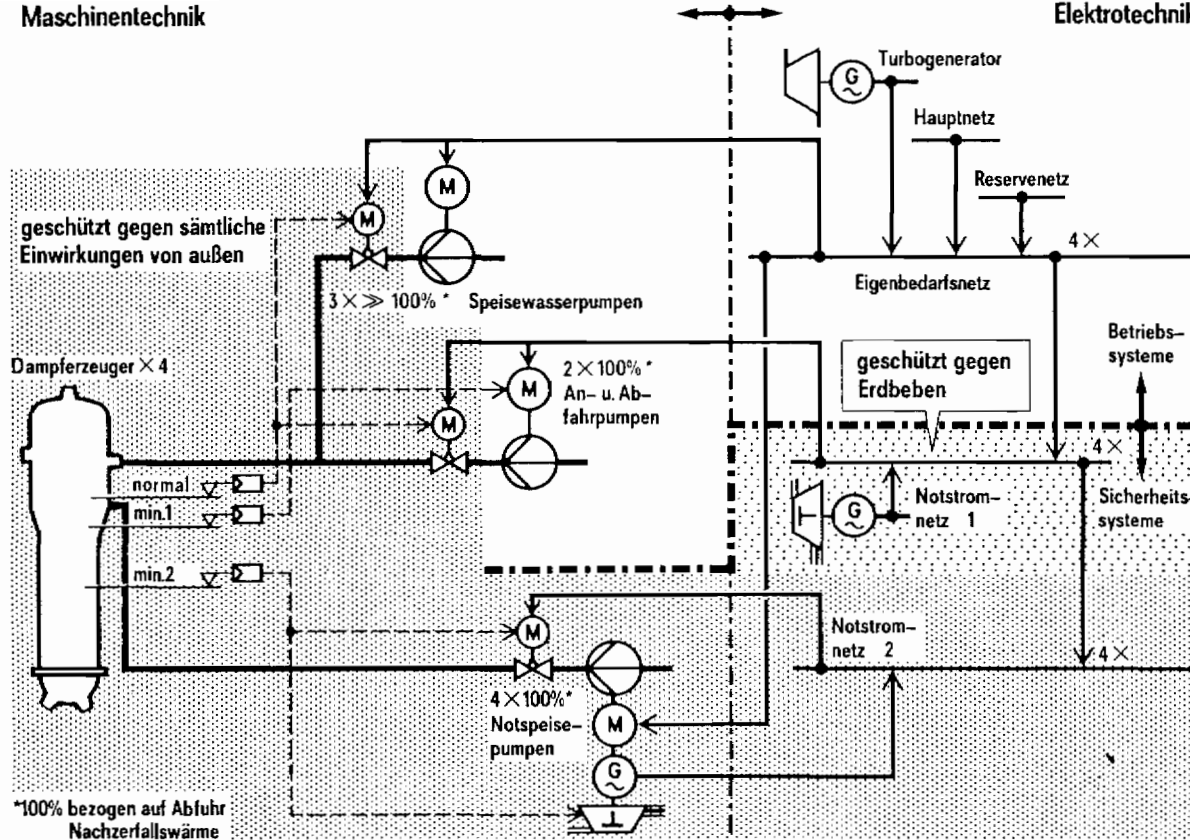 Maschinentechnik
Elektrotechnik
Turbogenerator
G
Hauptnetz
Reservenetz
M
M
geschützt gegen sämtliche
Einwirkungen von außen
4×
Eigenbedarfsnetz
3×≫ 100% * Speisewasserpumpen
Betriebs-
systeme
geschützt gegen
Erdbeben
Dampferzeuger × 4
2×100% *
An- u. Ab-
fahrpumpen
M
M
4×
normal
min.1
Notstrom-
netz 1
G
Sicherheits-
systeme
min.2
M
Notstrom-
netz 2
4×
4×100%*
Notspeise-
pumpen
M
G
*100% bezogen auf Abfuhr
Nachzerfallswärme